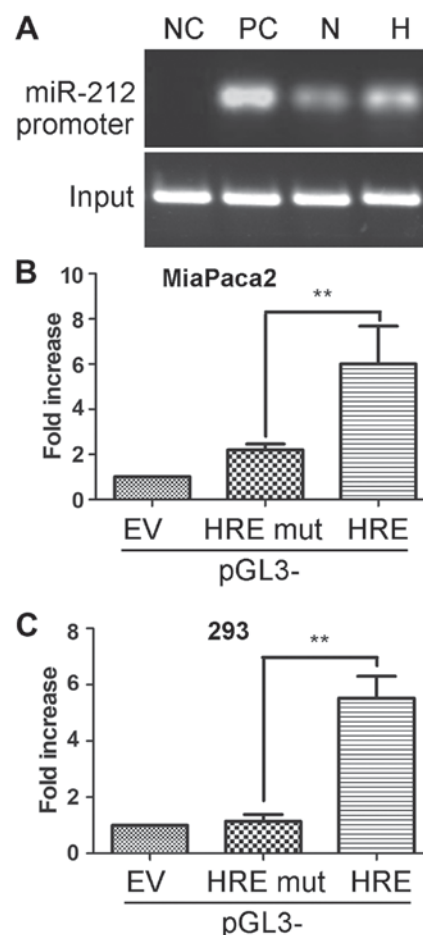 A
NC PC N H
miR-212
promoter
Input
B
MiaPaca2
**
Fold increase
10
8
6
4
2
0
EV HRE mut HRE
pGL3-
C
293
**
Fold increase
8
6
4
2
0
EV HRE mut HRE
pGL3-